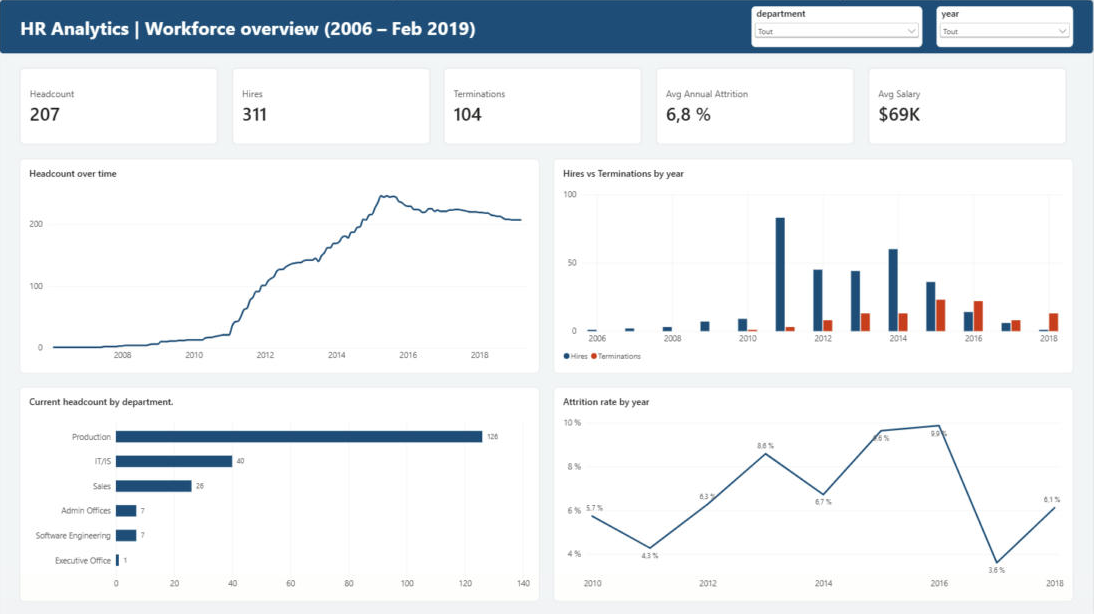 HR Analytics | Workforce overview (2006 – Feb 2019)
department
Tout
year
Tout
Headcount
207
Hires
311
Terminations
104
Avg Annual Attrition
6,8 %
Avg Salary
$69K
Headcount over time
200
100
0
2008 2010 2012 2014 2016 2018
Hires vs Terminations by year
100
50
0
2006 2008 2010 2012 2014 2016 2018
Hires Terminations
Current headcount by department.
Production 126
IT/IS 40
Sales 26
Admin Offices 7
Software Engineering 7
Executive Office 1
0 20 40 60 80 100 120 140
Attrition rate by year
10 %
8 %
6 %
4 %
5.7 %
4.3 %
6.3 %
8.6 %
6.7 %
9.6 %
9.9 %
3.6 %
6.1 %
2010 2012 2014 2016 2018